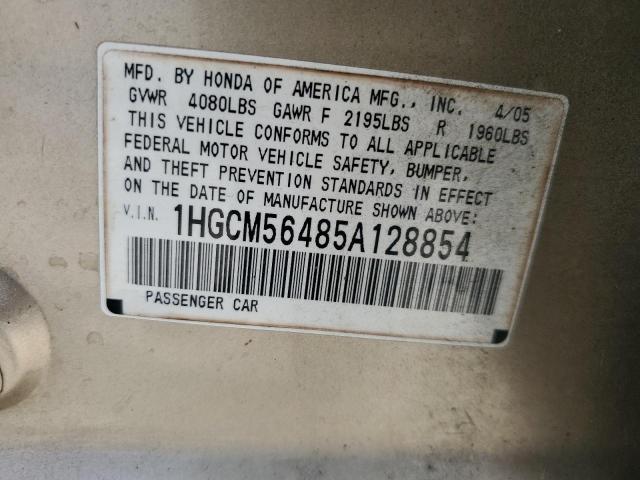 MFD. BY HONDA OF AMERICA MFG., INC. 4/05
GVWR 4080LBS GAWR F 2195LBS R 1960LBS
THIS VEHICLE CONFORMS TO ALL APPLICABLE
FEDERAL MOTOR VEHICLE SAFETY, BUMPER,
AND THEFT PREVENTION STANDARDS IN EFFECT
ON THE DATE OF MANUFACTURE SHOWN ABOVE:
V.I.N. 1HGCM56485A128854
PASSENGER CAR